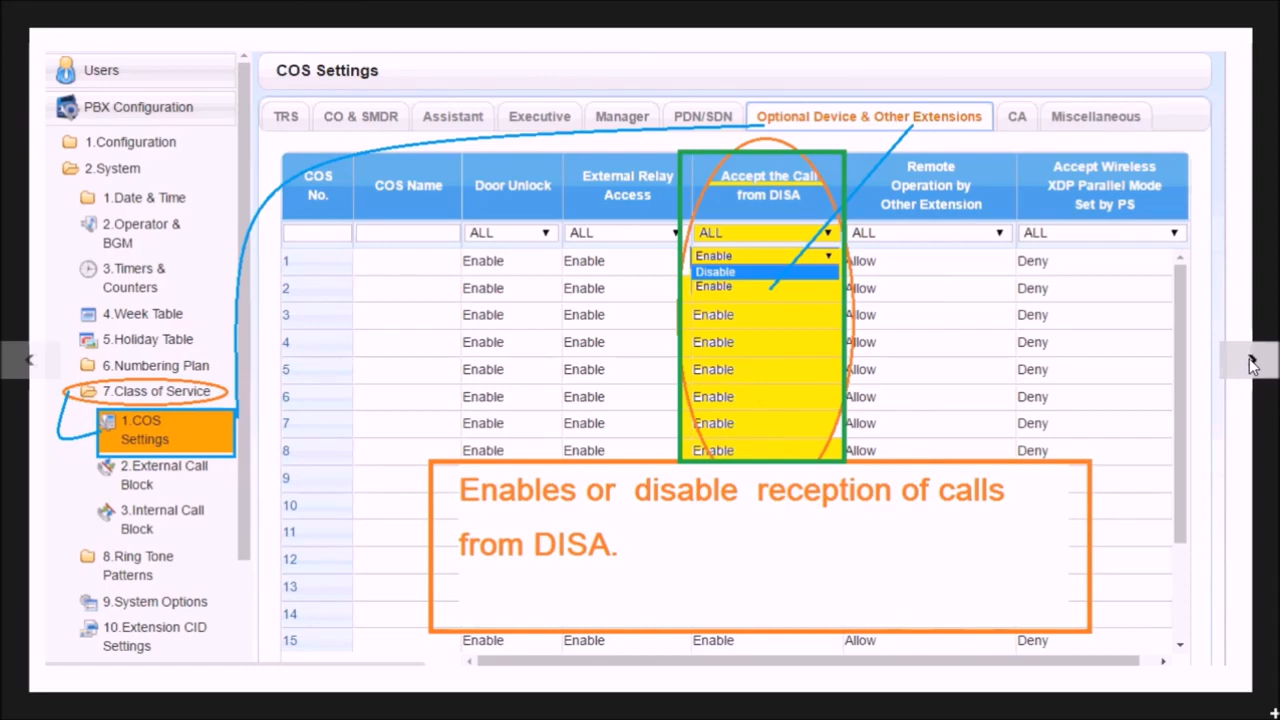 Users
PBX Configuration
1.Configuration
2.System
1.Date & Time
2.Operator &
BGM
3.Timers &
Counters
4.Week Table
5.Holiday Table
6.Numbering Plan
7.Class of Service
1.COS
Settings
2.External Call
Block
3.Internal Call
Block
8.Ring Tone
Patterns
9.System Options
10.Extension CID
Settings
COS Settings
TRS CO & SMDR Assistant Executive Manager PDN/SDN Optional Device & Other Extensions CA Miscellaneous
COS
No.
COS Name
Door Unlock
External Relay
Access
Accept the Call
from DISA
Remote
Operation by
Other Extension
Accept Wireless
XDP Parallel Mode
Set by PS
ALL ALL ALL ALL ALL
1 Enable Enable Enable Allow Deny
Disable
2 Enable Enable Enable Allow Deny
3 Enable Enable Enable Allow Deny
4 Enable Enable Enable Allow Deny
5 Enable Enable Enable Allow Deny
6 Enable Enable Enable Allow Deny
7 Enable Enable Enable Allow Deny
8 Enable Enable Enable Allow Deny
9
10
11
12
13
14
15 Enable Enable Enable Allow Deny
Enables or disable reception of calls
from DISA.